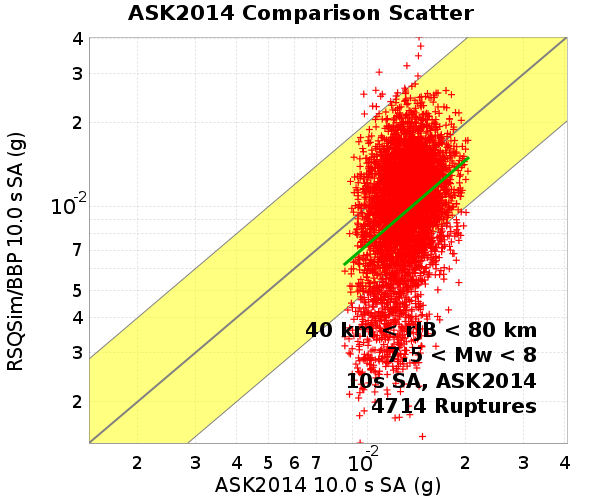 ASK2014 Comparison Scatter
RSQSim/BBP 10.0 s SA (g)
4
3
2
10-2
7
5
4
3
2
40 km < rJB < 80 km
7.5 < Mw < 8
10s SA, ASK2014
4714 Ruptures
2 3 4 5 6 7 10-2 2 3 4
ASK2014 10.0 s SA (g)